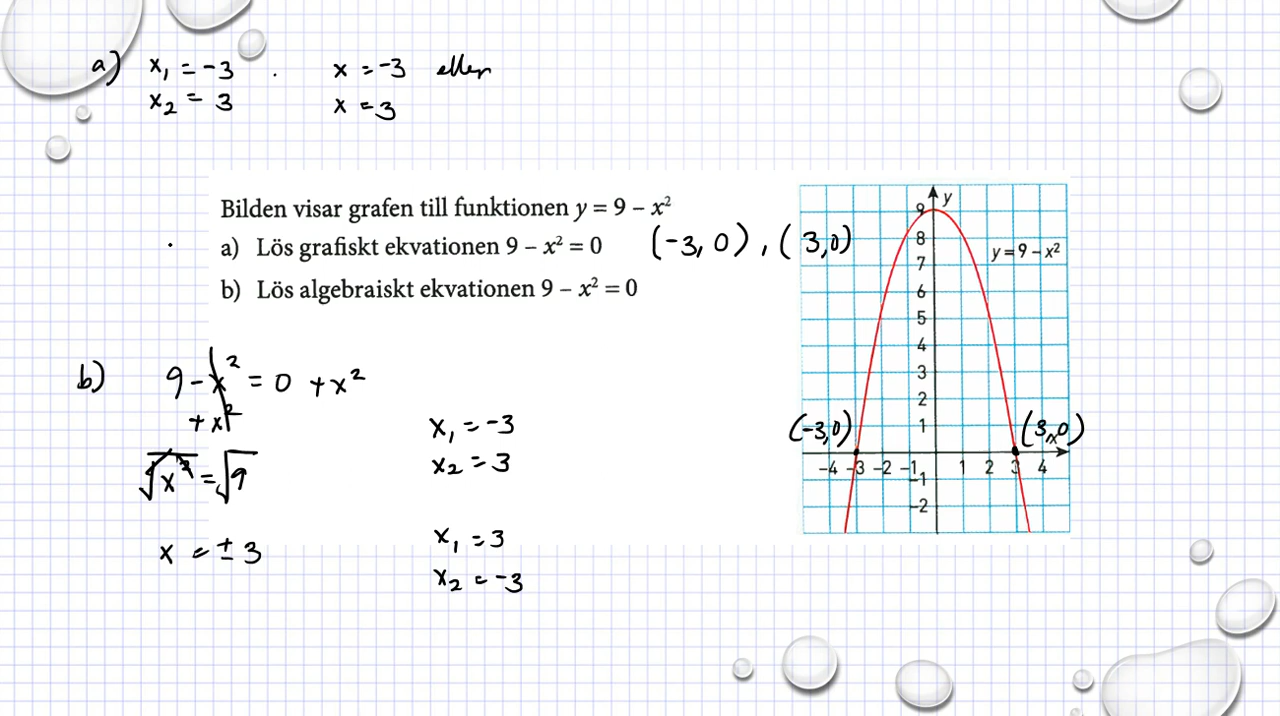 a) x₁ = -3 . x = -3 eller
x₂ = 3 x = 3
Bilden visar grafen till funktionen y = 9 – x²
a) Lös grafiskt ekvationen 9 – x² = 0 (-3, 0) , ( 3,0)
b) Lös algebraiskt ekvationen 9 – x² = 0
y
9
8
y = 9 – x²
7
6
5
4
3
2
1
(-3,0) (3,0)
x
–4 –3 –2 –1 1 2 3 4
–1
–2
b) 9 - x² = 0 + x²
+ x²
√x² = √9
x = ± 3
x₁ = -3
x₂ = 3
x₁ = 3
x₂ = -3